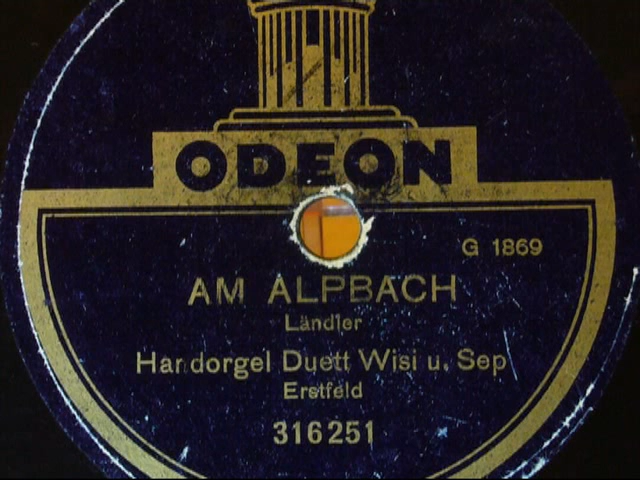 ODEON
G 1869
AM ALPBACH
Ländler
Handorgel Duett Wisi u. Sep
Erstfeld
316251